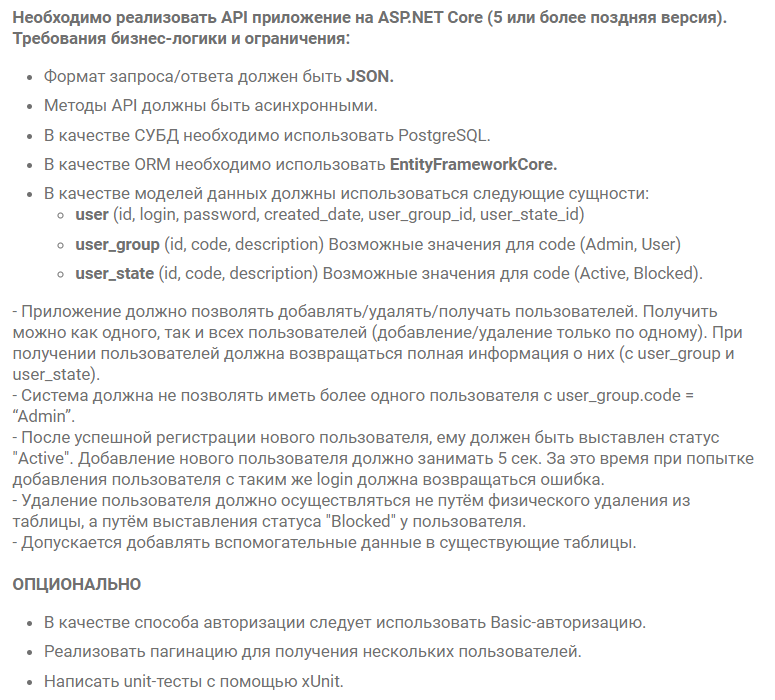 Необходимо реализовать API приложение на ASP.NET Core (5 или более поздняя версия).
Требования бизнес-логики и ограничения:
• Формат запроса/ответа должен быть JSON.
• Методы API должны быть асинхронными.
• В качестве СУБД необходимо использовать PostgreSQL.
• В качестве ORM необходимо использовать EntityFrameworkCore.
• В качестве моделей данных должны использоваться следующие сущности:
◦ user (id, login, password, created_date, user_group_id, user_state_id)
◦ user_group (id, code, description) Возможные значения для code (Admin, User)
◦ user_state (id, code, description) Возможные значения для code (Active, Blocked).
- Приложение должно позволять добавлять/удалять/получать пользователей. Получить
можно как одного, так и всех пользователей (добавление/удаление только по одному). При
получении пользователей должна возвращаться полная информация о них (с user_group и
user_state).
- Система должна не позволять иметь более одного пользователя с user_group.code =
“Admin”.
- После успешной регистрации нового пользователя, ему должен быть выставлен статус
"Active". Добавление нового пользователя должно занимать 5 сек. За это время при попытке
добавления пользователя с таким же login должна возвращаться ошибка.
- Удаление пользователя должно осуществляться не путём физического удаления из
таблицы, а путём выставления статуса "Blocked" у пользователя.
- Допускается добавлять вспомогательные данные в существующие таблицы.
ОПЦИОНАЛЬНО
• В качестве способа авторизации следует использовать Basic-авторизацию.
• Реализовать пагинацию для получения нескольких пользователей.
• Написать unit-тесты с помощью xUnit.